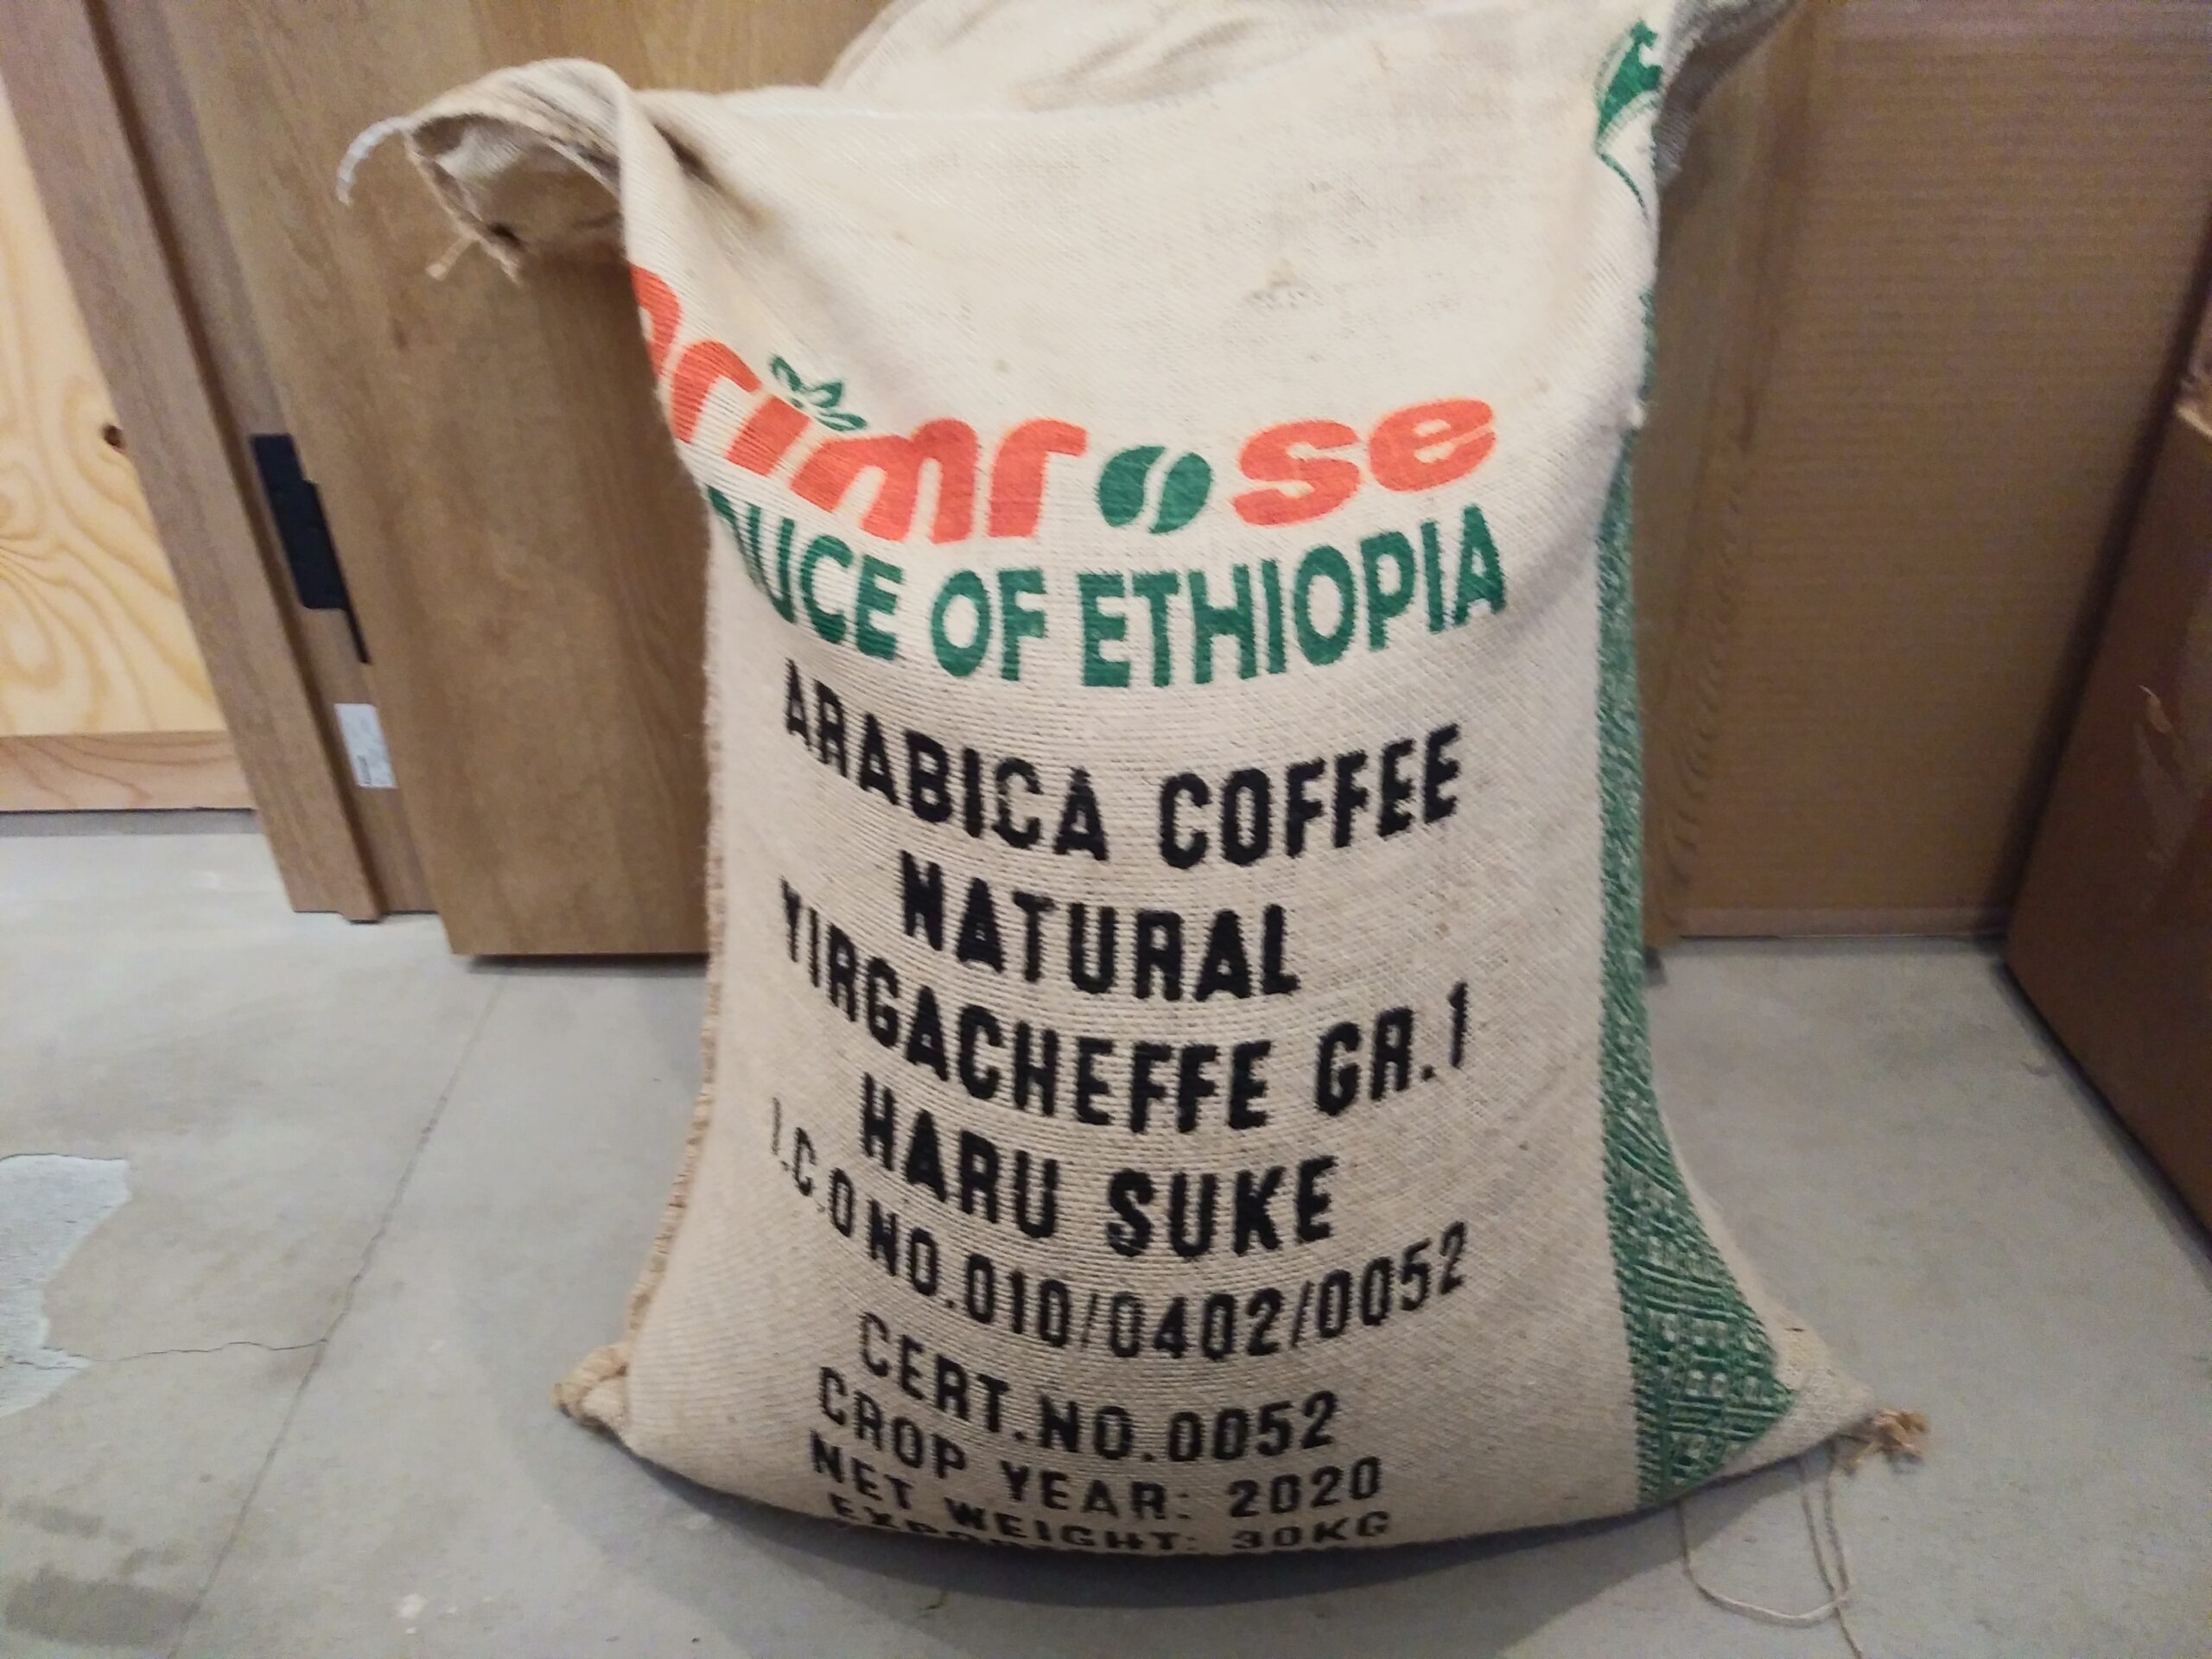 Primrose
DUCE OF ETHIOPIA
ARABICA COFFEE
NATURAL
YIRGACHEFFE GR.1
HARU SUKE
I.C.O NO.010/0402/0052
CERT.NO.0052
CROP YEAR: 2020
NET WEIGHT: 30KG